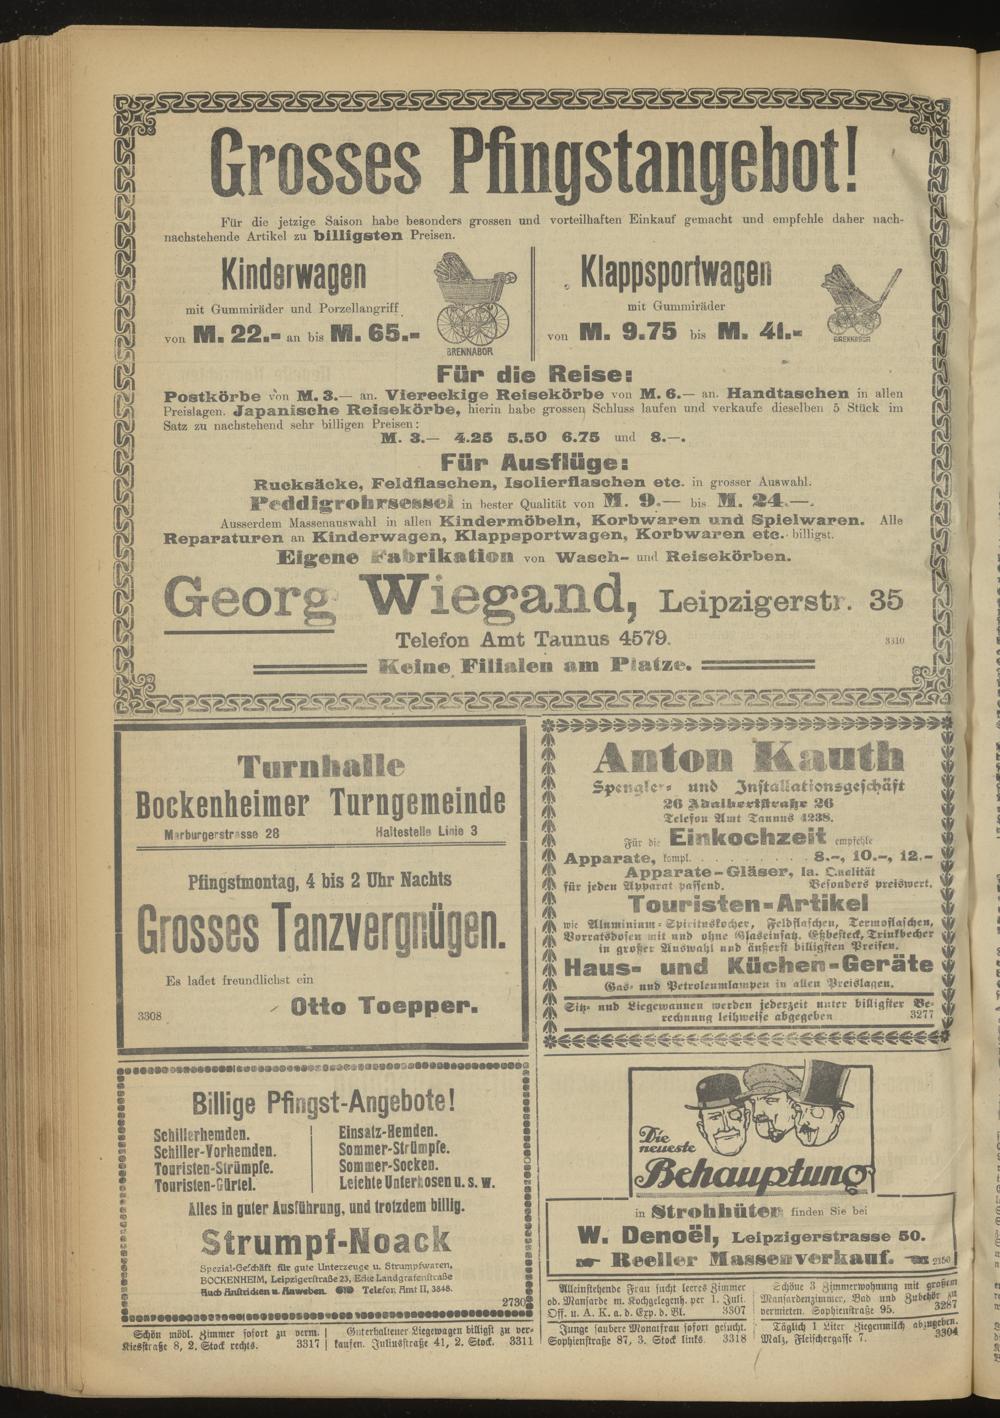 Grosses Pfingstangebot!
Für die jetzige Saison habe besonders grossen und vorteilhaften Einkauf gemacht und empfehle daher nach-
nachstehende Artikel zu billigsten Preisen.
Kinderwagen
mit Gummiräder und Porzellangriff
von M. 22.- an bis M. 65.-
BRENNABOR
Klappsportwagen
mit Gummiräder
von M. 9.75 bis M. 41.-
BRENNABOR
Für die Reise:
Postkörbe von M. 3.— an. Viereckige Reisekörbe von M. 6.— an. Handtaschen in allen
Preislagen. Japanische Reisekörbe, hierin habe grossen Schluss laufen und verkaufe dieselben 5 Stück im
Satz zu nachstehend sehr billigen Preisen:
M. 3.— 4.25 5.50 6.75 und 8.—.
Für Ausflüge:
Rucksäcke, Feldflaschen, Isolierflaschen etc. in grosser Auswahl.
Peddigrohrsessel in bester Qualität von M. 9.— bis M. 24.—.
Ausserdem Massenauswahl in allen Kindermöbeln, Korbwaren und Spielwaren. Alle
Reparaturen an Kinderwagen, Klappsportwagen, Korbwaren etc. billigst.
Eigene Fabrikation von Wasch- und Reisekörben.
Georg Wiegand, Leipzigerstr. 35
Telefon Amt Taunus 4579.
3310
Keine Filialen am Platze.
Turnhalle
Bockenheimer Turngemeinde
Marburgerstrasse 28 Haltestelle Linie 3
Pfingstmontag, 4 bis 2 Uhr Nachts
Grosses Tanzvergnügen.
Es ladet freundlichst ein
Otto Toepper.
3308
Anton Kauth
Spengler- und Installationsgeschäft
26 Adalbertstraße 26
Telefon Amt Taunus 4238.
Für die Einkochzeit empfehle
Apparate, kompl. . . . . . . . . . . 8.-, 10.-, 12.-
Apparate-Gläser, Ia. Qualität
für jeden Apparat passend. Besonders preiswert.
Touristen-Artikel
wie Aluminium-Spirituskocher, Feldflaschen, Termoflaschen,
Vorratsdosen mit und ohne Glaseinsatz, Eßbesteck, Trinkbecher
in großer Auswahl und äußerst billigsten Preisen.
Haus- und Küchen-Geräte
Gas- und Petroleumlampen in allen Preislagen.
Sitz- und Liegewannen werden jederzeit unter billigster Be-
rechnung leihweise abgegeben 3277
Billige Pfingst-Angebote!
Schillerhemden.
Schiller-Vorhemden.
Touristen-Strümpfe.
Touristen-Gürtel.
Einsatz-Hemden.
Sommer-Strümpfe.
Sommer-Socken.
Leichte Unterhosen u. s. w.
Alles in guter Ausführung, und trotzdem billig.
Strumpf-Noack
Spezial-Geschäft für gute Unterzeuge u. Strumpfwaren,
BOCKENHEIM, Leipzigerstraße 23, Ecke Landgrafenstraße
Auch Anstricken u. Anweben. Telefon Amt II, 3848.
2730
Die
neueste
Behauptung
in Strohhüten finden Sie bei
W. Denoël, Leipzigerstrasse 50.
Reeller Massenverkauf. 2150
Schön möbl. Zimmer sofort zu verm.
Kiesstraße 8, 2. Stock rechts. 3317
Guterhaltener Liegewagen billigst zu ver-
kaufen. Juliusstraße 41, 2. Stock. 3311
Alleinstehende Frau sucht leeres Zimmer
od. Mansarde m. Kochgelegenh. per 1. Juli.
Off. u. A. K. a. d. Exp. d. Bl. 3307
Junge saubere Monatfrau sofort gesucht.
Sophienstraße 87, 3. Stock links. 3318
Schöne 3 Zimmerwohnung mit großem
Mansardenzimmer, Bad und Zubehör zu
vermieten. Sophienstraße 95. 3287
Täglich 1 Liter Ziegenmilch abzugeben.
Malz, Fleischergasse 7. 3304